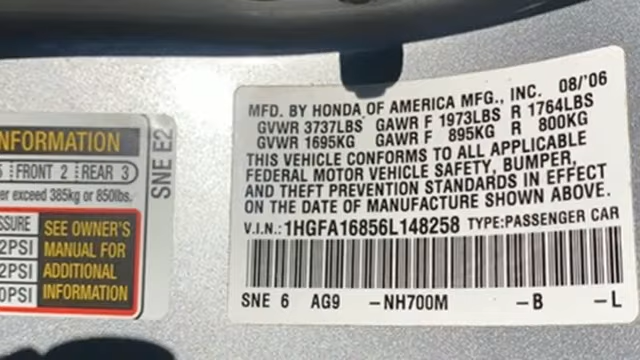 INFORMATION
FRONT 2 REAR 3
exceed 385kg or 850lbs.
SEE OWNER'S
2PSI MANUAL FOR
2PSI ADDITIONAL
0PSI INFORMATION
SNE E2
MFD. BY HONDA OF AMERICA MFG., INC. 08/'06
GVWR 3737LBS GAWR F 1973LBS R 1764LBS
GVWR 1695KG GAWR F 895KG R 800KG
THIS VEHICLE CONFORMS TO ALL APPLICABLE
FEDERAL MOTOR VEHICLE SAFETY, BUMPER,
AND THEFT PREVENTION STANDARDS IN EFFECT
ON THE DATE OF MANUFACTURE SHOWN ABOVE.
V.I.N.: 1HGFA16856L148258 TYPE:PASSENGER CAR
SNE 6 AG9 -NH700M -B -L